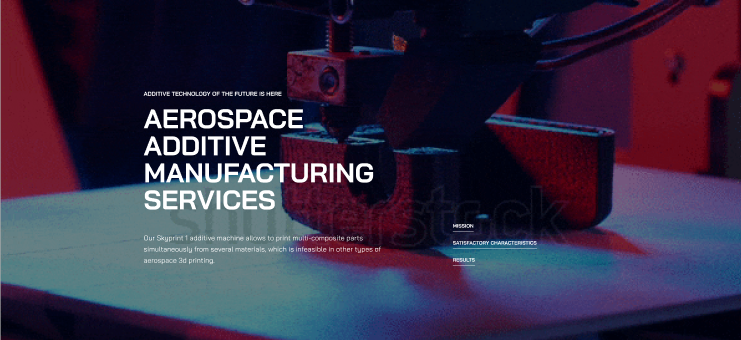 ADDITIVE TECHNOLOGY OF THE FUTURE IS HERE
AEROSPACE
ADDITIVE
MANUFACTURING
SERVICES
Our Skyprint 1 additive machine allows to print multi-composite parts
simultaneously from several materials, which is infeasible in other types of
aerospace 3d printing.
MISSION
SATISFACTORY CHARACTERISTICS
RESULTS
shutterstock